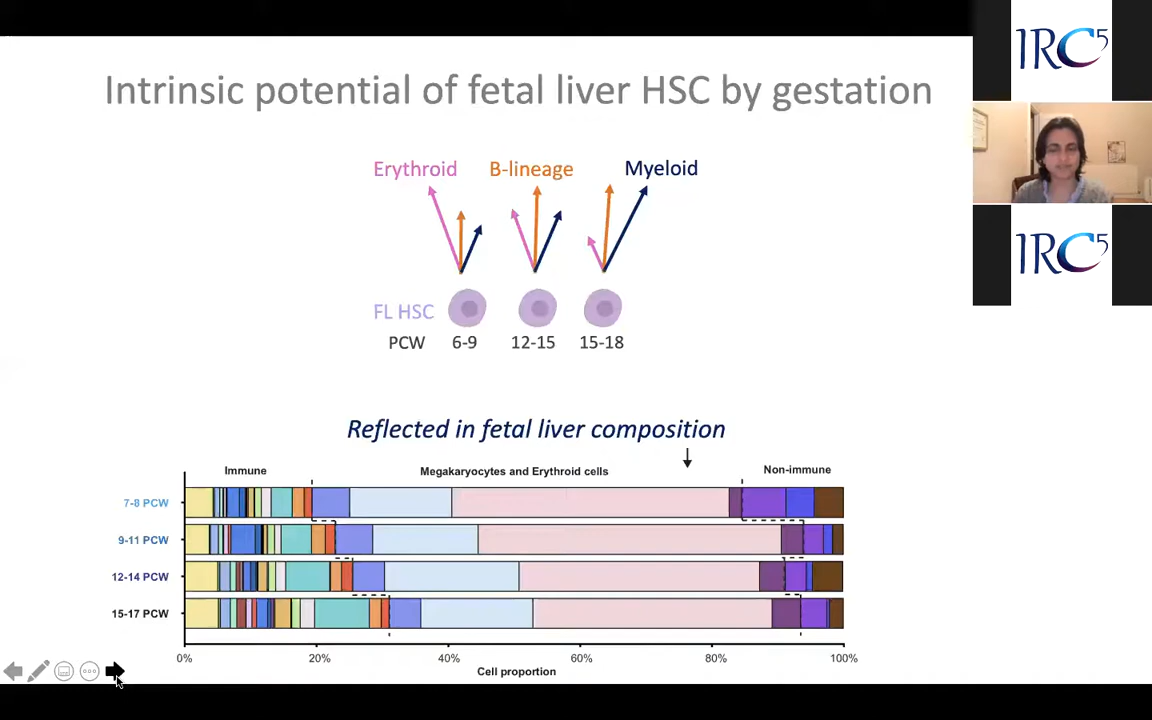 Intrinsic potential of fetal liver HSC by gestation
IRC5
Erythroid B-lineage Myeloid
FL HSC
PCW 6-9 12-15 15-18
IRC5
Reflected in fetal liver composition
Immune Megakaryocytes and Erythroid cells Non-immune
7-8 PCW
9-11 PCW
12-14 PCW
15-17 PCW
0% 20% 40% 60% 80% 100%
Cell proportion